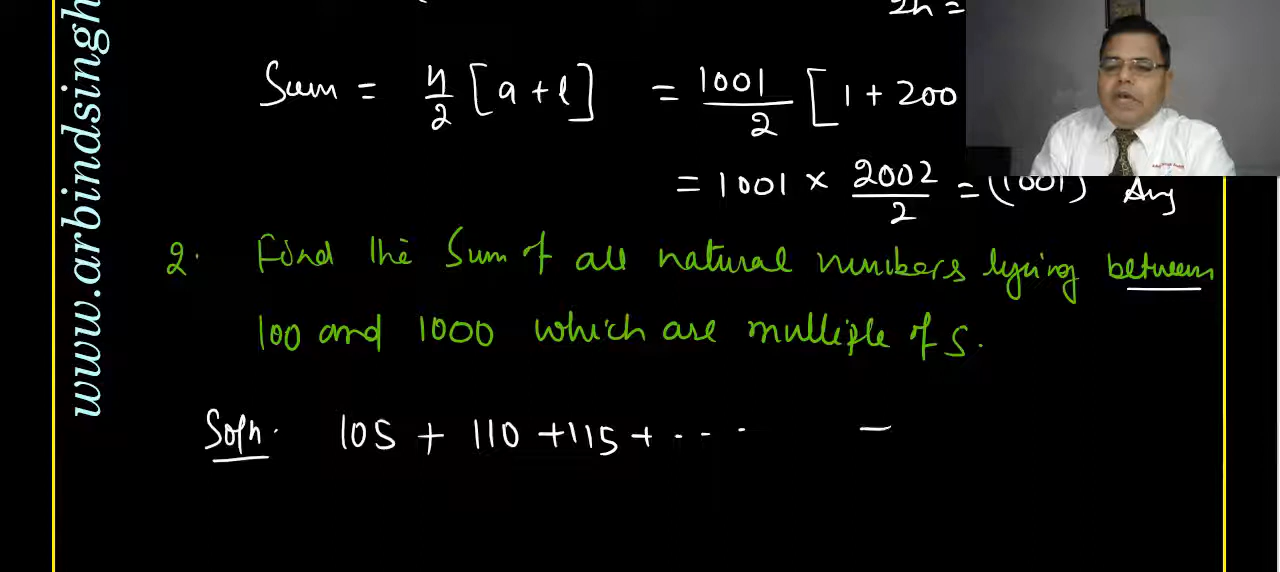 2n =
Sum = n/2 [a + l] = 1001/2 [1 + 200
= 1001 × 2002/2 = (1001) Ans
2. Find the Sum of all natural numbers lying between
100 and 1000 which are multiple of 5.
Soln. 105 + 110 + 115 + ... —
www.arbindsingh